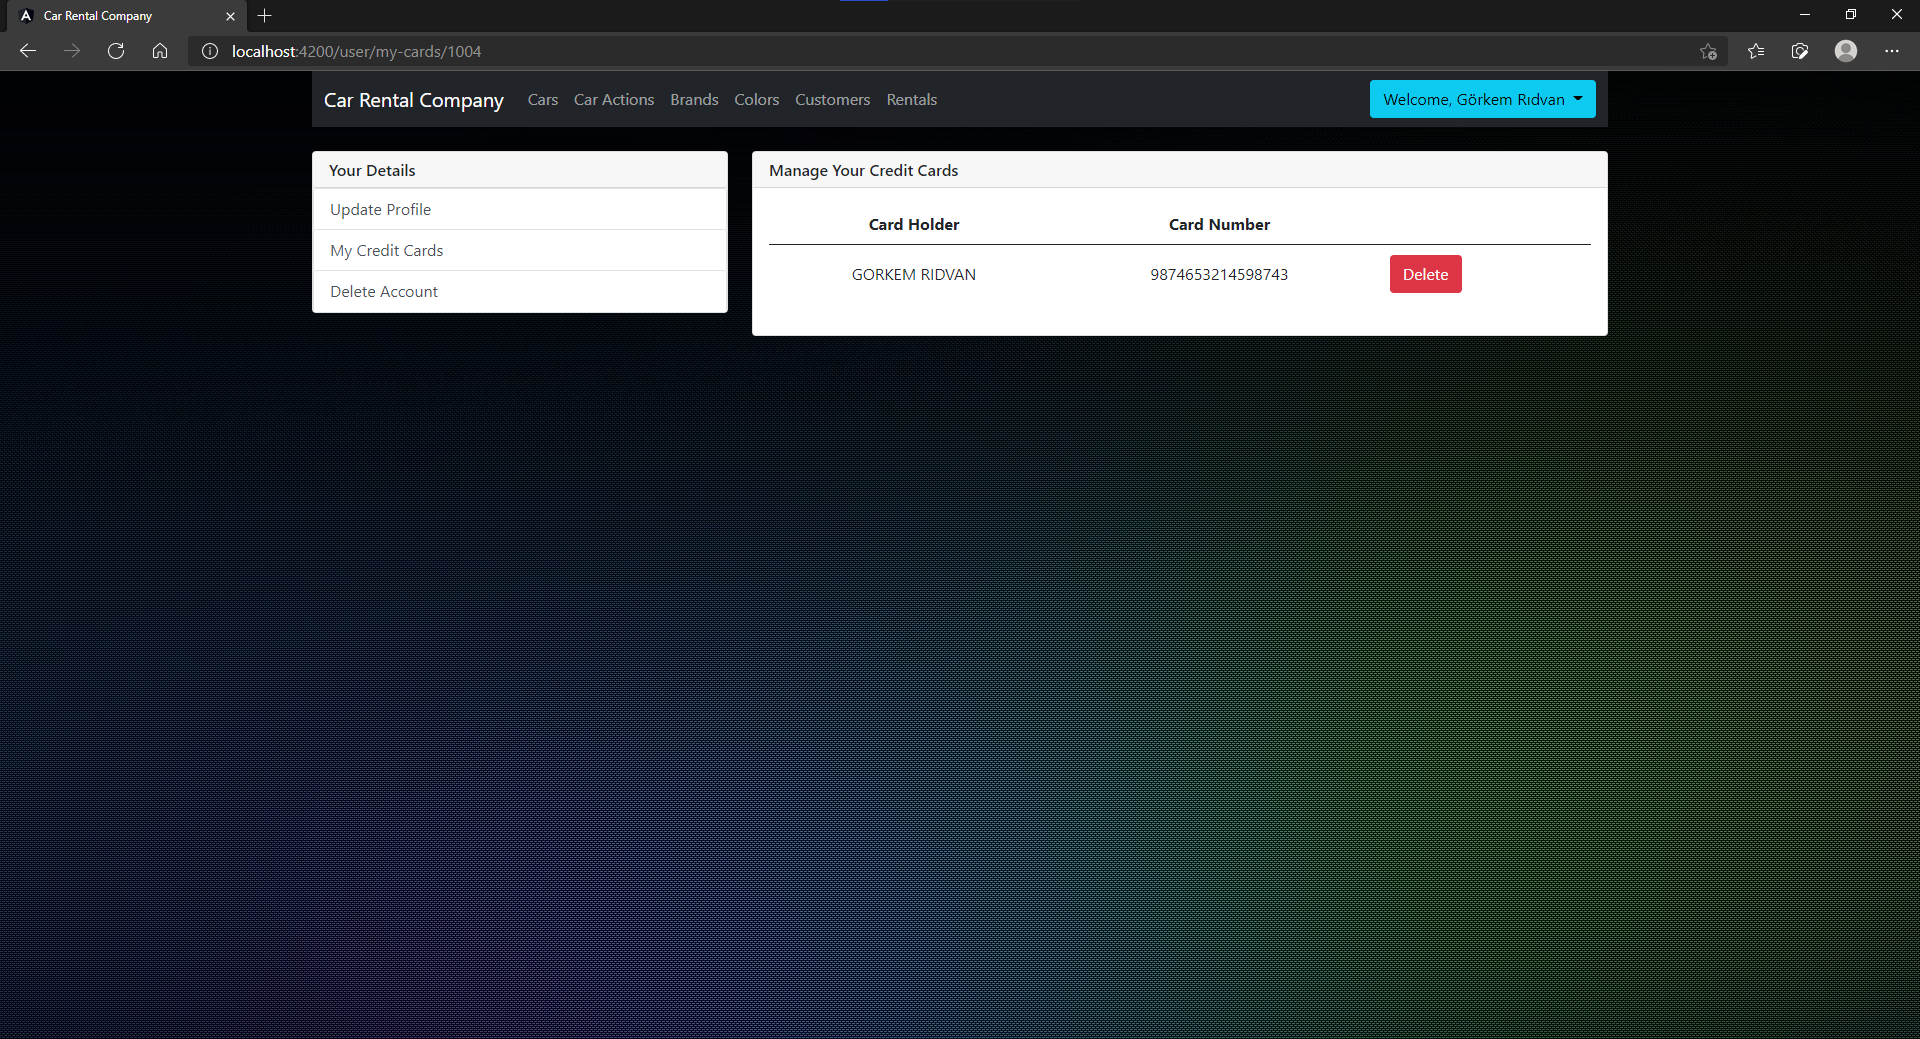 Car Rental Company
localhost:4200/user/my-cards/1004
Car Rental Company Cars Car Actions Brands Colors Customers Rentals Welcome, Görkem Rıdvan
Your Details
Update Profile
My Credit Cards
Delete Account
Manage Your Credit Cards
Card Holder Card Number
GORKEM RIDVAN 9874653214598743 Delete